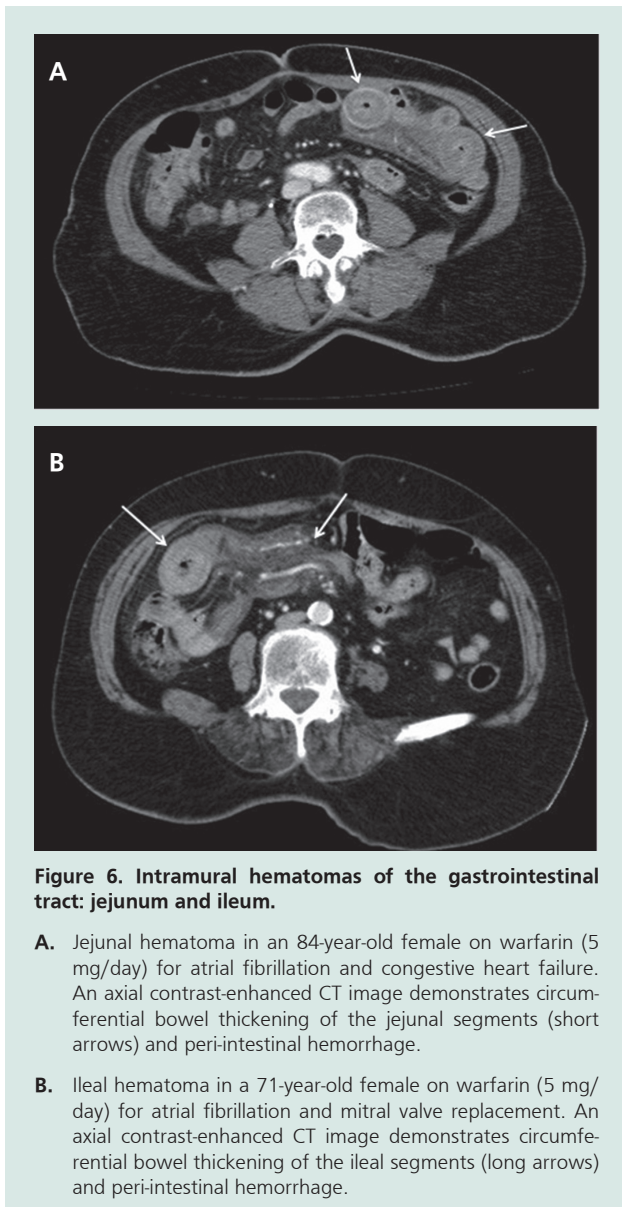 A
B
Figure 6. Intramural hematomas of the gastrointestinal
tract: jejunum and ileum.
A. Jejunal hematoma in an 84-year-old female on warfarin (5
mg/day) for atrial fibrillation and congestive heart failure.
An axial contrast-enhanced CT image demonstrates circum-
ferential bowel thickening of the jejunal segments (short
arrows) and peri-intestinal hemorrhage.
B. Ileal hematoma in a 71-year-old female on warfarin (5 mg/
day) for atrial fibrillation and mitral valve replacement. An
axial contrast-enhanced CT image demonstrates circumfe-
rential bowel thickening of the ileal segments (long arrows)
and peri-intestinal hemorrhage.